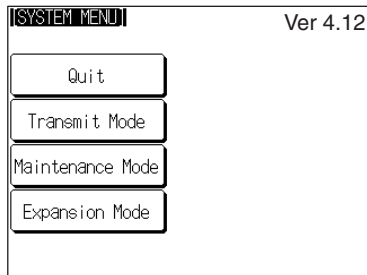 [SYSTEM MENU]
Ver 4.12
Quit
Transmit Mode
Maintenance Mode
Expansion Mode